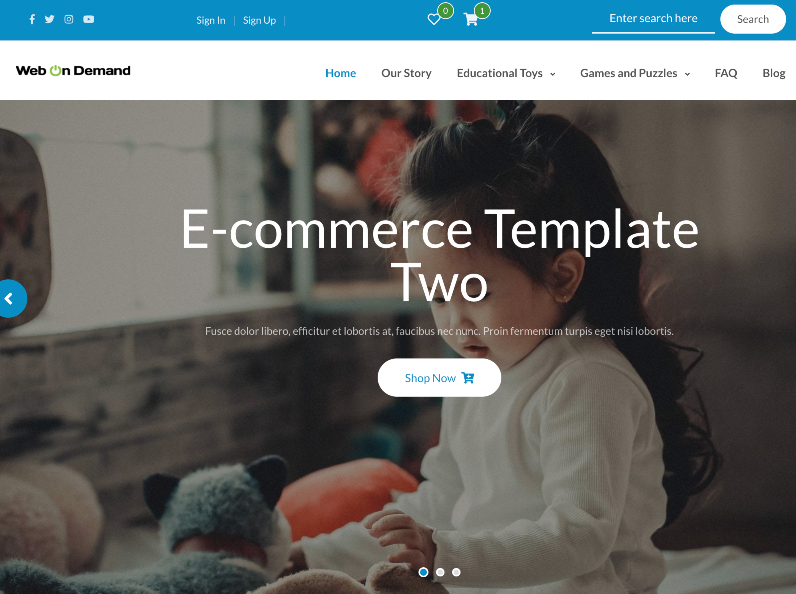 Sign In
Sign Up
0
1
Enter search here
Search
Web On Demand
Home
Our Story
Educational Toys
Games and Puzzles
FAQ
Blog
E-commerce Template
Two
Fusce dolor libero, efficitur et lobortis at, faucibus nec nunc. Proin fermentum turpis eget nisi lobortis.
Shop Now